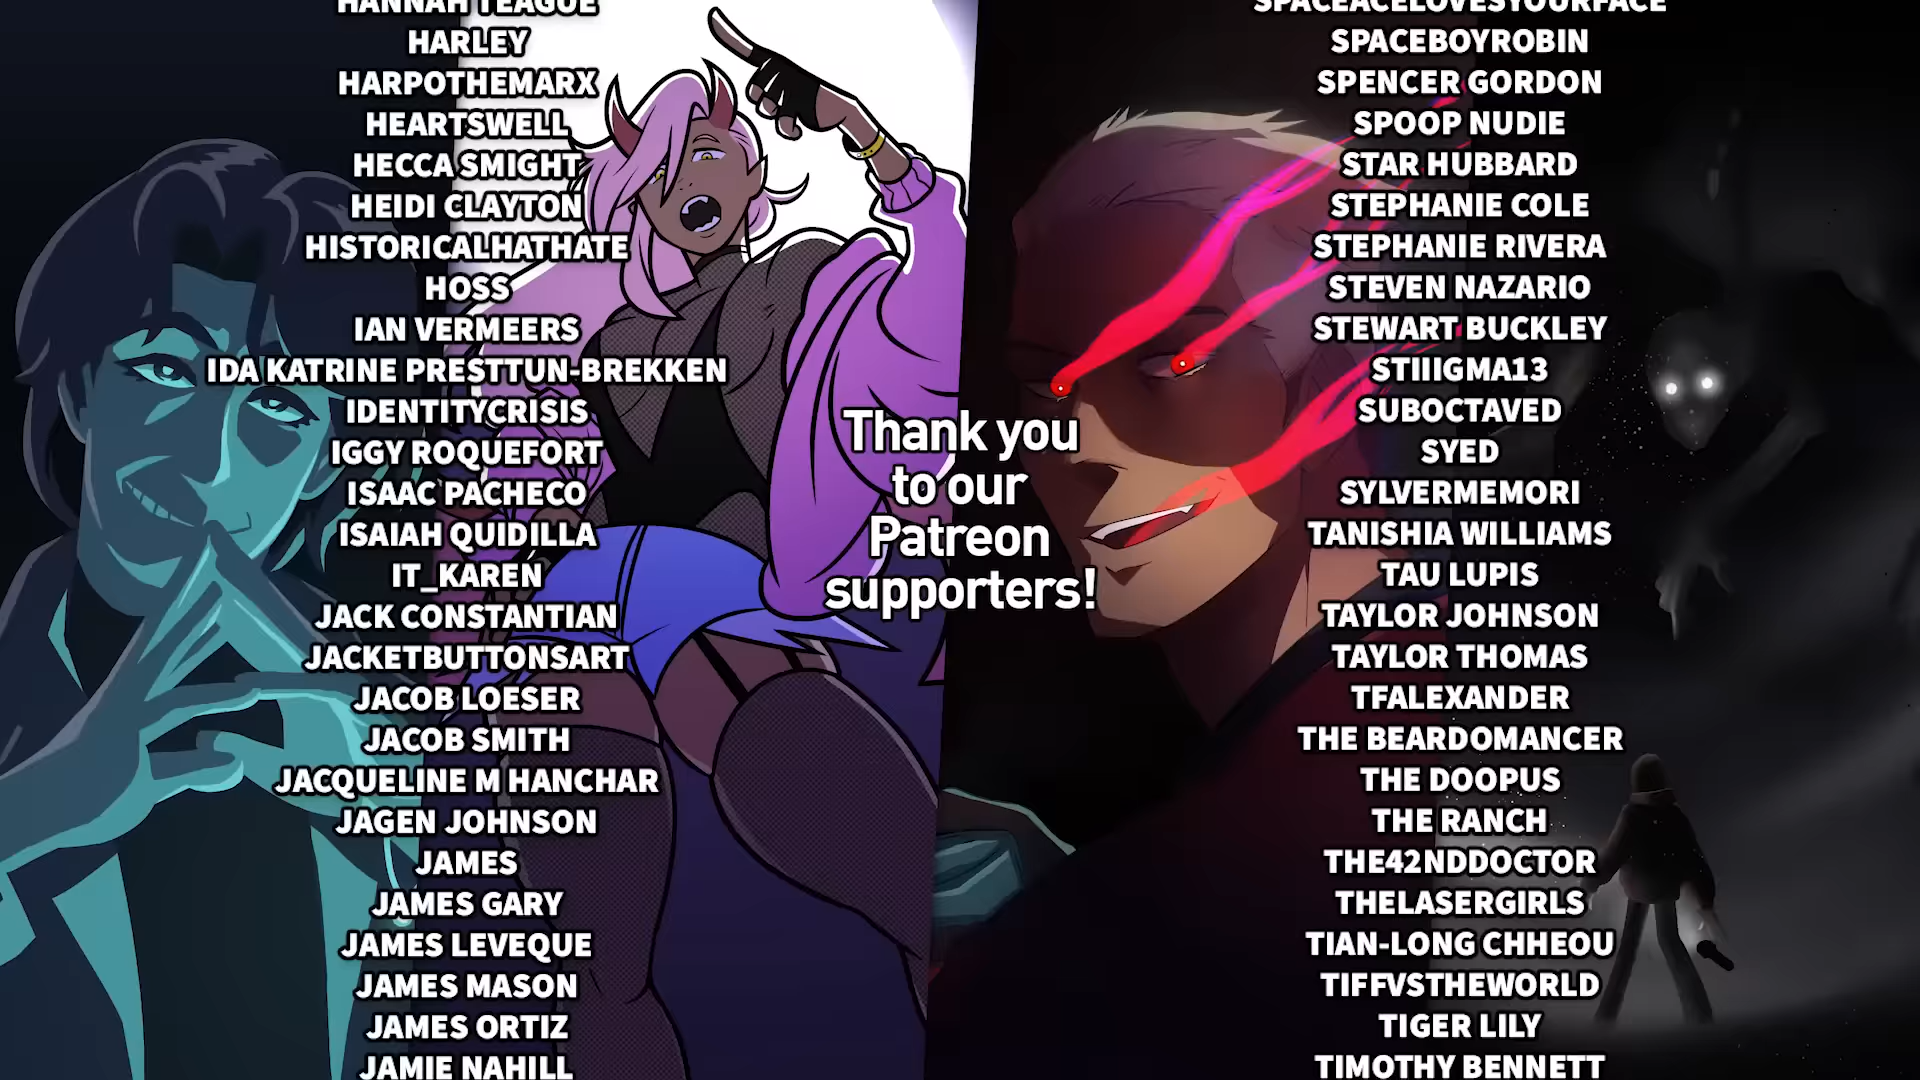 HANNAH TEAGUE
HARLEY
HARPOTHEMARX
HEARTSWELL
HECCA SMIGHT
HEIDI CLAYTON
HISTORICALHATHATE
HOSS
IAN VERMEERS
IDA KATRINE PRESTTUN-BREKKEN
IDENTITYCRISIS
IGGY ROQUEFORT
ISAAC PACHECO
ISAIAH QUIDILLA
IT_KAREN
JACK CONSTANTIAN
JACKETBUTTONSART
JACOB LOESER
JACOB SMITH
JACQUELINE M HANCHAR
JAGEN JOHNSON
JAMES
JAMES GARY
JAMES LEVEQUE
JAMES MASON
JAMES ORTIZ
JAMIE NAHILL
Thank you
to our
Patreon
supporters!
SPACEACELOVESYOURFACE
SPACEBOYROBIN
SPENCER GORDON
SPOOP NUDIE
STAR HUBBARD
STEPHANIE COLE
STEPHANIE RIVERA
STEVEN NAZARIO
STEWART BUCKLEY
STIIIGMA13
SUBOCTAVED
SYED
SYLVERMEMORI
TANISHIA WILLIAMS
TAU LUPIS
TAYLOR JOHNSON
TAYLOR THOMAS
TFALEXANDER
THE BEARDOMANCER
THE DOOPUS
THE RANCH
THE42NDDOCTOR
THELASERGIRLS
TIAN-LONG CHHEOU
TIFFVSTHEWORLD
TIGER LILY
TIMOTHY BENNETT